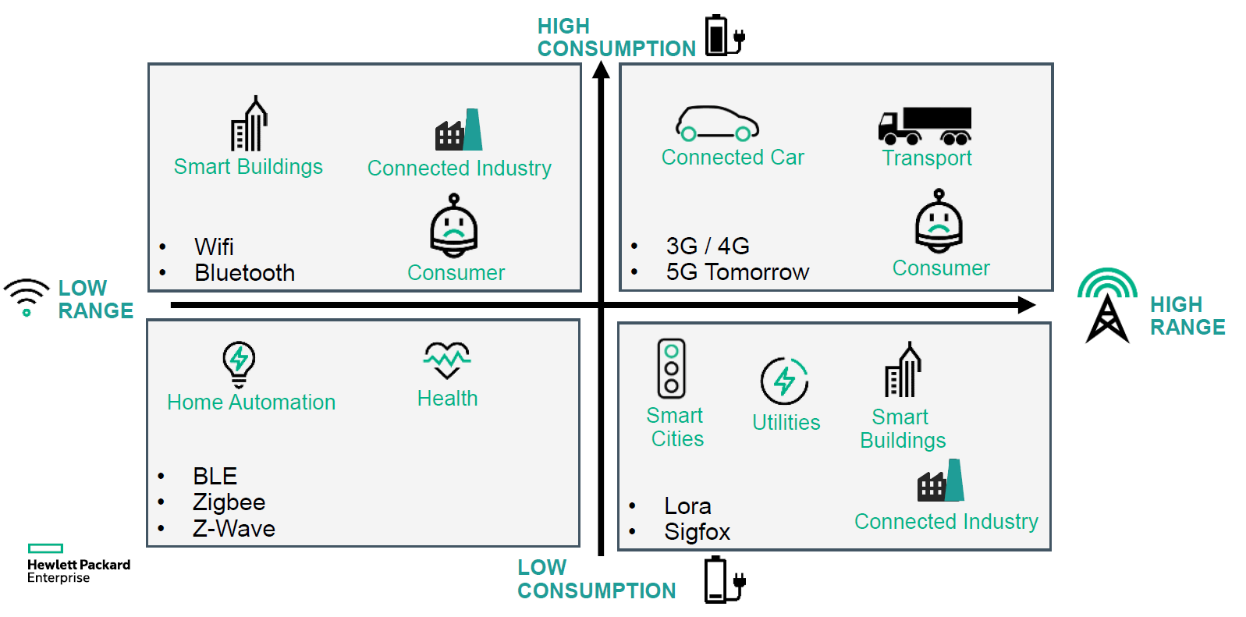 HIGH
CONSUMPTION
Smart Buildings
Connected Industry
• Wifi
• Bluetooth
Consumer
Connected Car
Transport
• 3G / 4G
• 5G Tomorrow
Consumer
LOW
RANGE
HIGH
RANGE
Home Automation
Health
• BLE
• Zigbee
• Z-Wave
Smart
Cities
Utilities
Smart
Buildings
• Lora
• Sigfox
Connected Industry
LOW
CONSUMPTION
Hewlett Packard
Enterprise